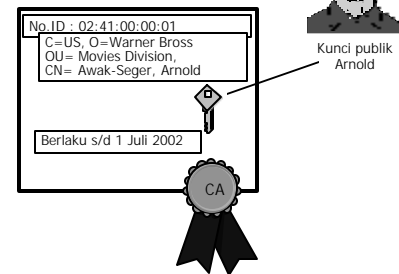 No.ID : 02:41:00:00:01
C=US, O=Warner Bross
OU= Movies Division,
CN= Awak-Seger, Arnold
Kunci publik
Arnold
Berlaku s/d 1 Juli 2002
CA